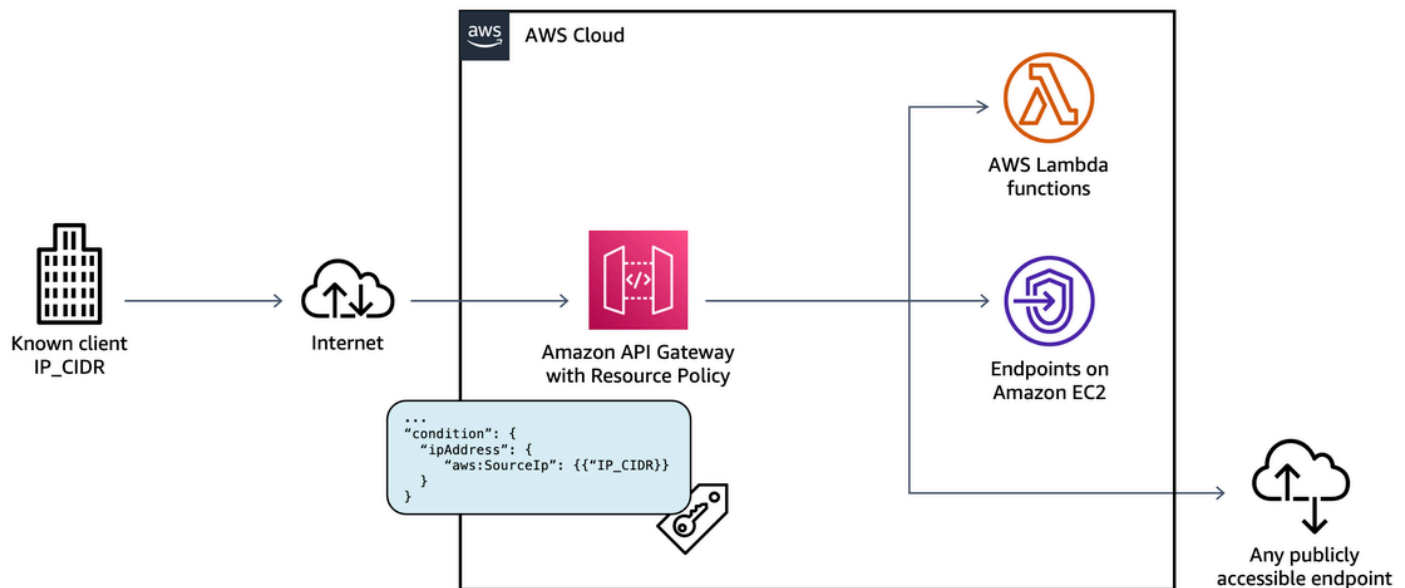 aws
AWS Cloud
AWS Lambda
functions
Known client
IP_CIDR
Internet
</>
Amazon API Gateway
with Resource Policy
Endpoints on
Amazon EC2
...
“condition”: {
“ipAddress”: {
“aws:SourceIp”: {{“IP_CIDR}}
}
}
Any publicly
accessible endpoint